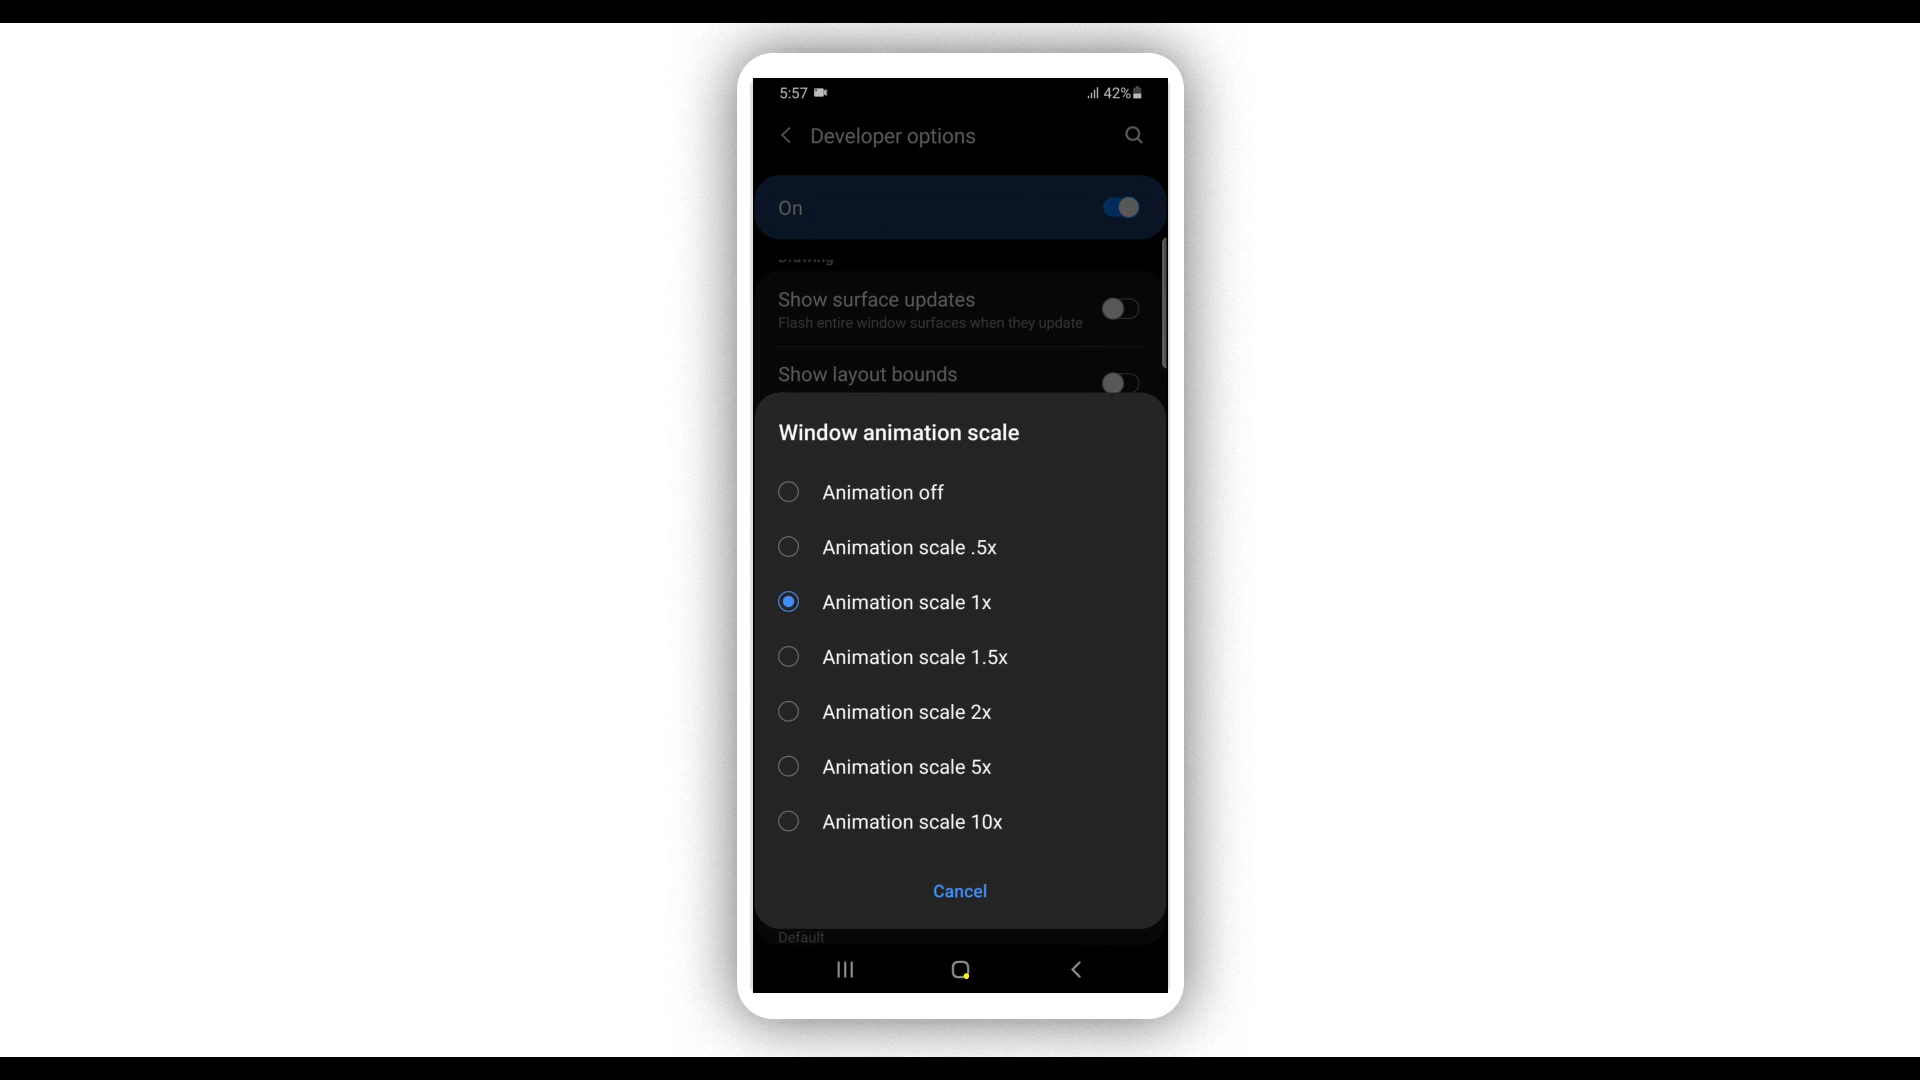 5:57 42%
Developer options
On
Drawing
Show surface updates
Flash entire window surfaces when they update
Show layout bounds
Window animation scale
Animation off
Animation scale .5x
Animation scale 1x
Animation scale 1.5x
Animation scale 2x
Animation scale 5x
Animation scale 10x
Cancel
Default